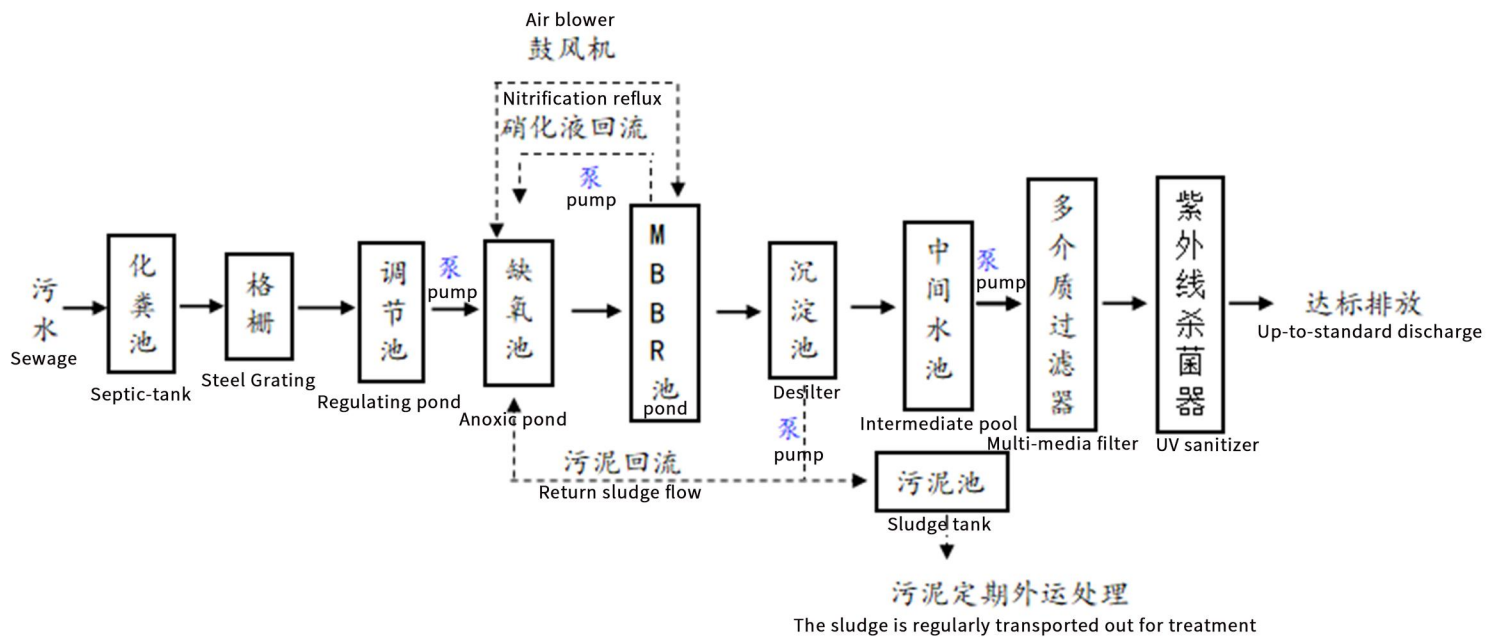 Air blower
鼓风机
Nitrification reflux
硝化液回流
泵
pump
污水
Sewage
化粪池
Septic-tank
格栅
Steel Grating
调节池
Regulating pond
泵
pump
缺氧池
Anoxic pond
MBBR池
pond
沉淀池
Desilter
中间水池
Intermediate pool
泵
pump
多介质过滤器
Multi-media filter
紫外线杀菌器
UV sanitizer
达标排放
Up-to-standard discharge
泵
pump
污泥回流
Return sludge flow
污泥池
Sludge tank
污泥定期外运处理
The sludge is regularly transported out for treatment